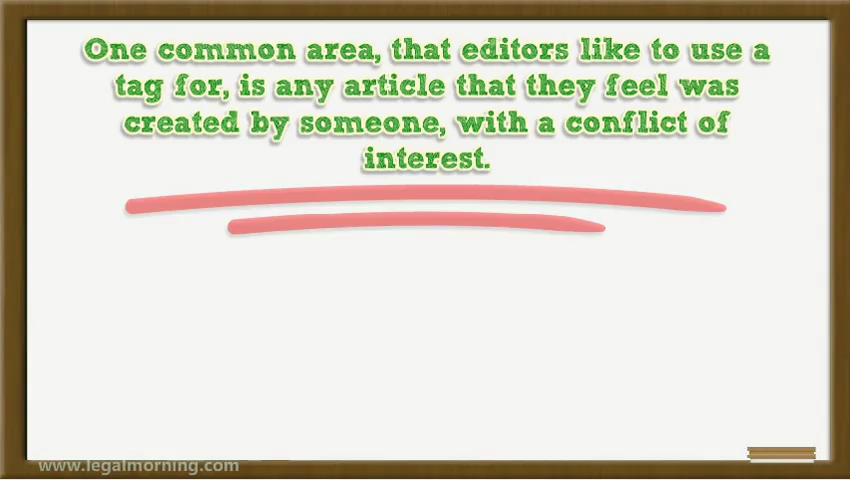 One common area, that editors like to use a
tag for, is any article that they feel was
created by someone, with a conflict of
interest.
www.legalmorning.com